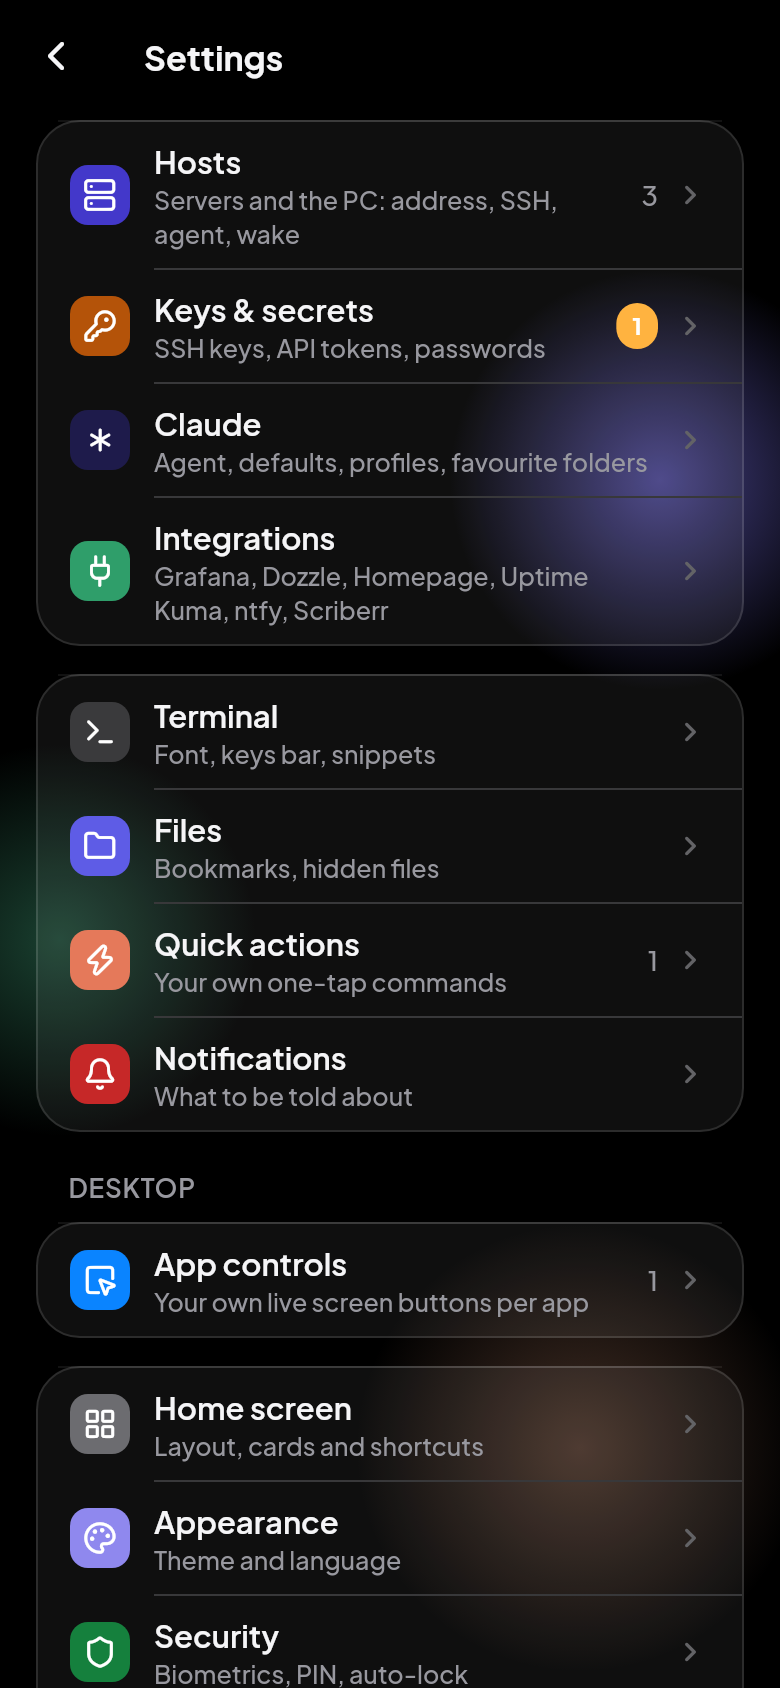 Settings
Hosts
Servers and the PC: address, SSH,
agent, wake
3
Keys & secrets
SSH keys, API tokens, passwords
1
Claude
Agent, defaults, profiles, favourite folders
Integrations
Grafana, Dozzle, Homepage, Uptime
Kuma, ntfy, Scriberr
Terminal
Font, keys bar, snippets
Files
Bookmarks, hidden files
Quick actions
Your own one-tap commands
1
Notifications
What to be told about
DESKTOP
App controls
Your own live screen buttons per app
1
Home screen
Layout, cards and shortcuts
Appearance
Theme and language
Security
Biometrics, PIN, auto-lock